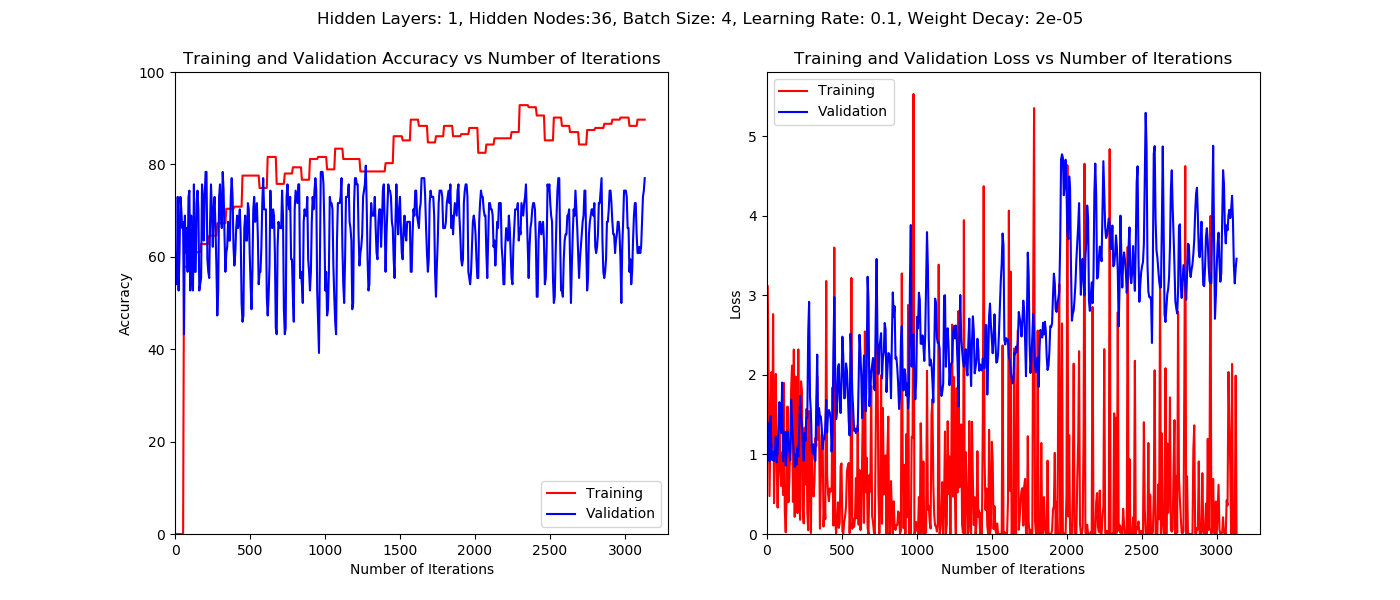 Hidden Layers: 1, Hidden Nodes:36, Batch Size: 4, Learning Rate: 0.1, Weight Decay: 2e-05
Training and Validation Accuracy vs Number of Iterations
100
80
60
40
20
0
Accuracy
0 500 1000 1500 2000 2500 3000
Number of Iterations
Training
Validation
Training and Validation Loss vs Number of Iterations
Training
Validation
5
4
3
2
1
0
Loss
0 500 1000 1500 2000 2500 3000
Number of Iterations